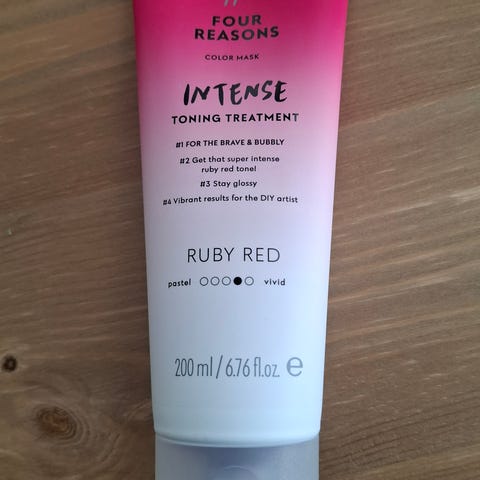 FOUR
REASONS
COLOR MASK
INTENSE
TONING TREATMENT
#1 FOR THE BRAVE & BUBBLY
#2 Get that super intense
ruby red tone!
#3 Stay glossy
#4 Vibrant results for the DIY artist
RUBY RED
pastel ○○○●○ vivid
200 ml / 6.76 fl.oz. ℮